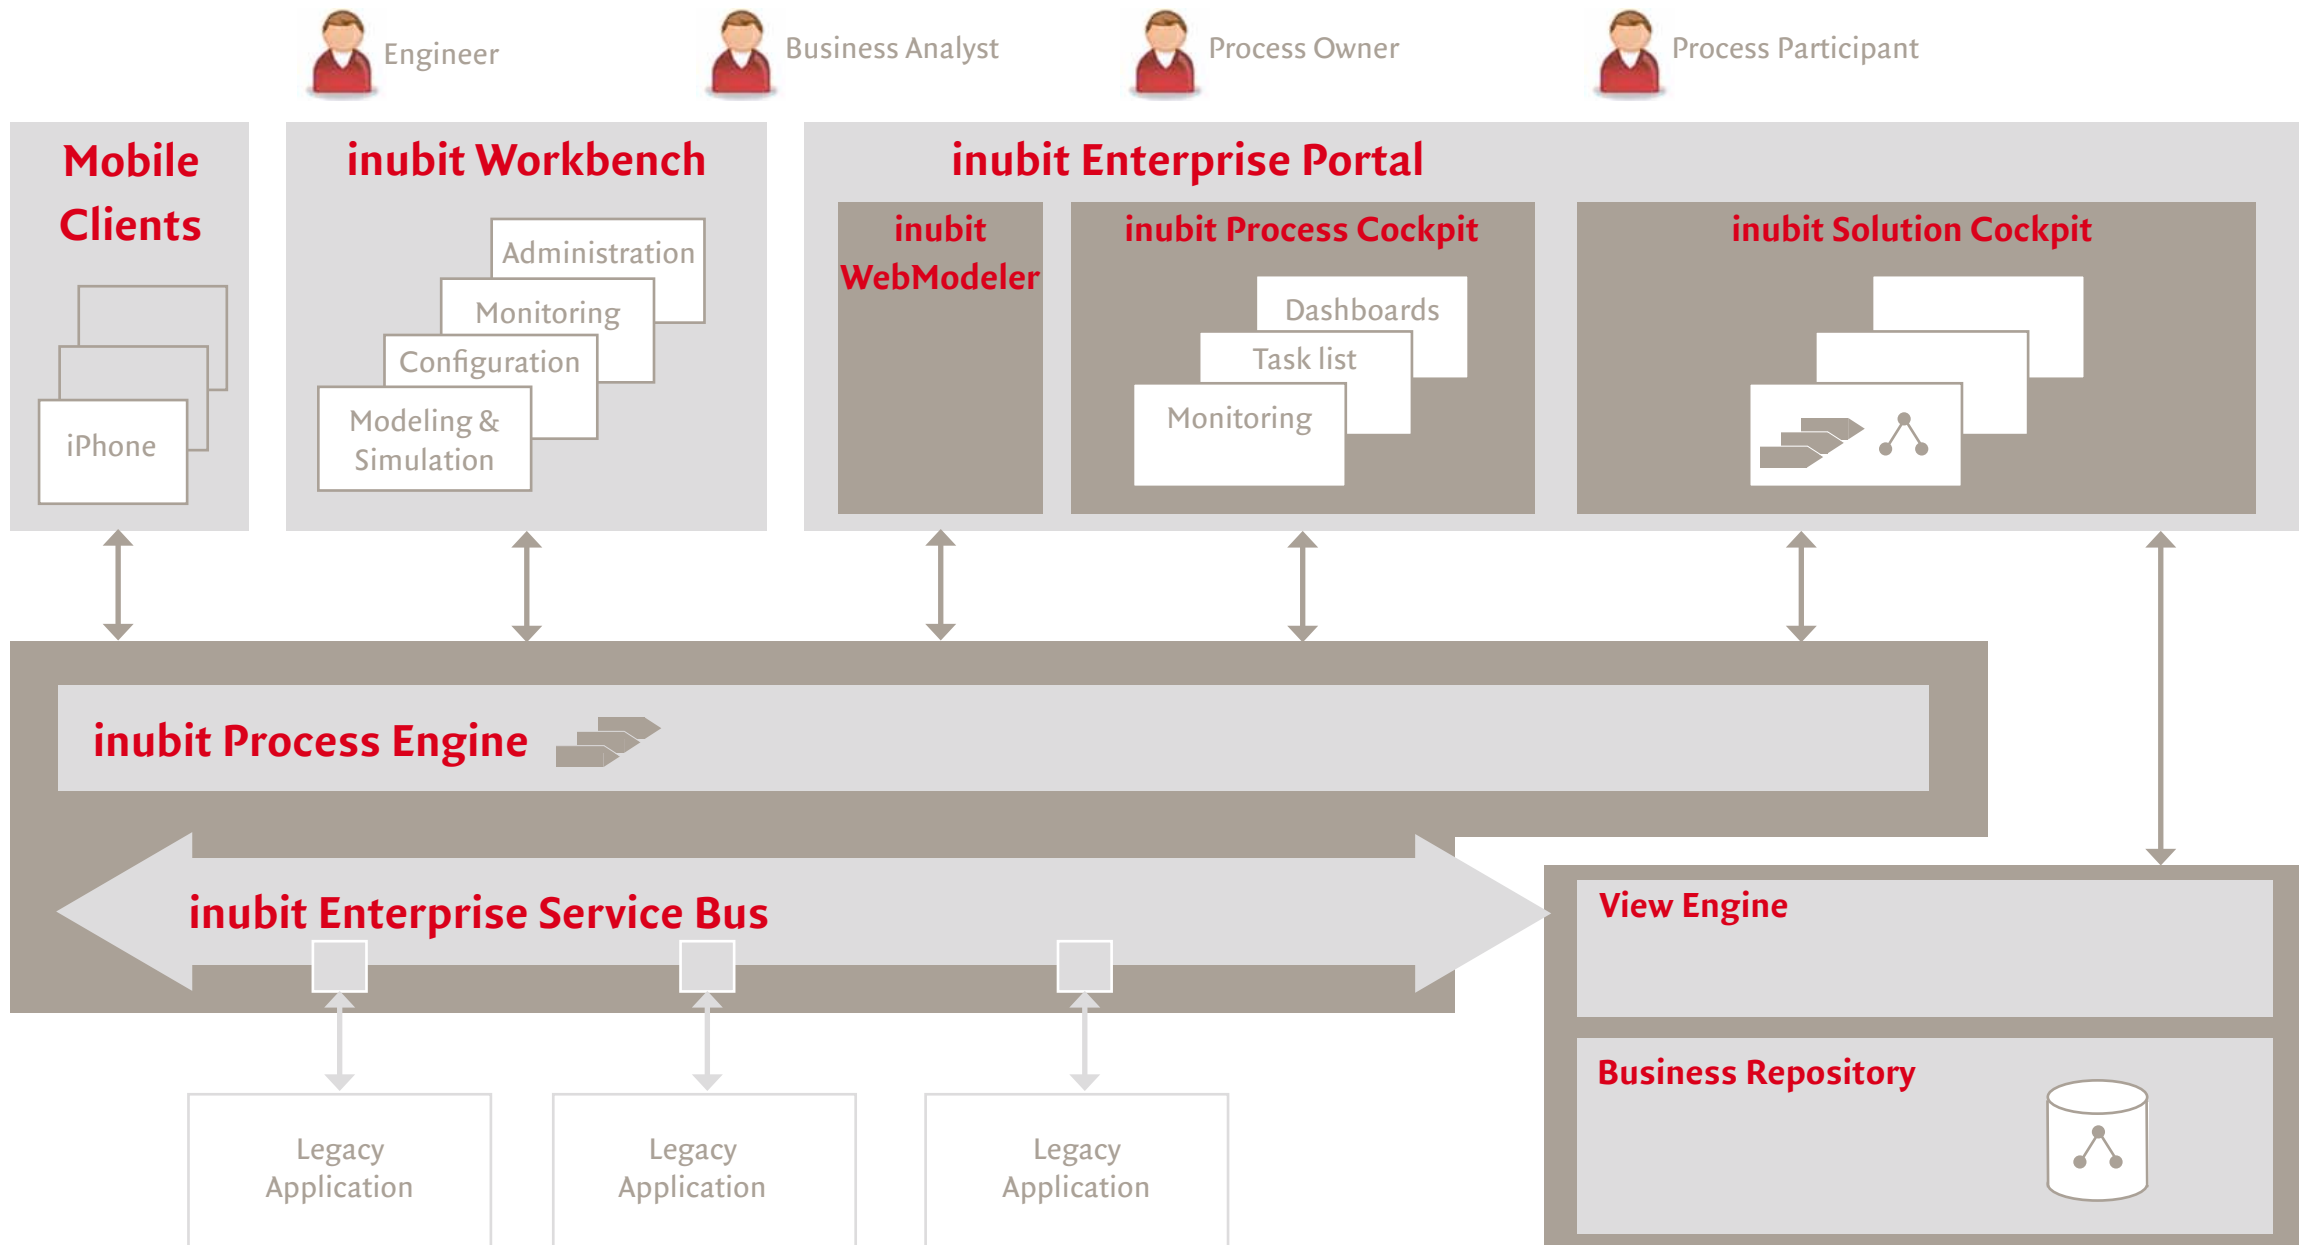 Engineer
Business Analyst
Process Owner
Process Participant
Mobile
Clients
iPhone
inubit Workbench
Administration
Monitoring
Configuration
Modeling &
Simulation
inubit Enterprise Portal
inubit
WebModeler
inubit Process Cockpit
Dashboards
Task list
Monitoring
inubit Solution Cockpit
inubit Process Engine
inubit Enterprise Service Bus
View Engine
Business Repository
Legacy
Application
Legacy
Application
Legacy
Application